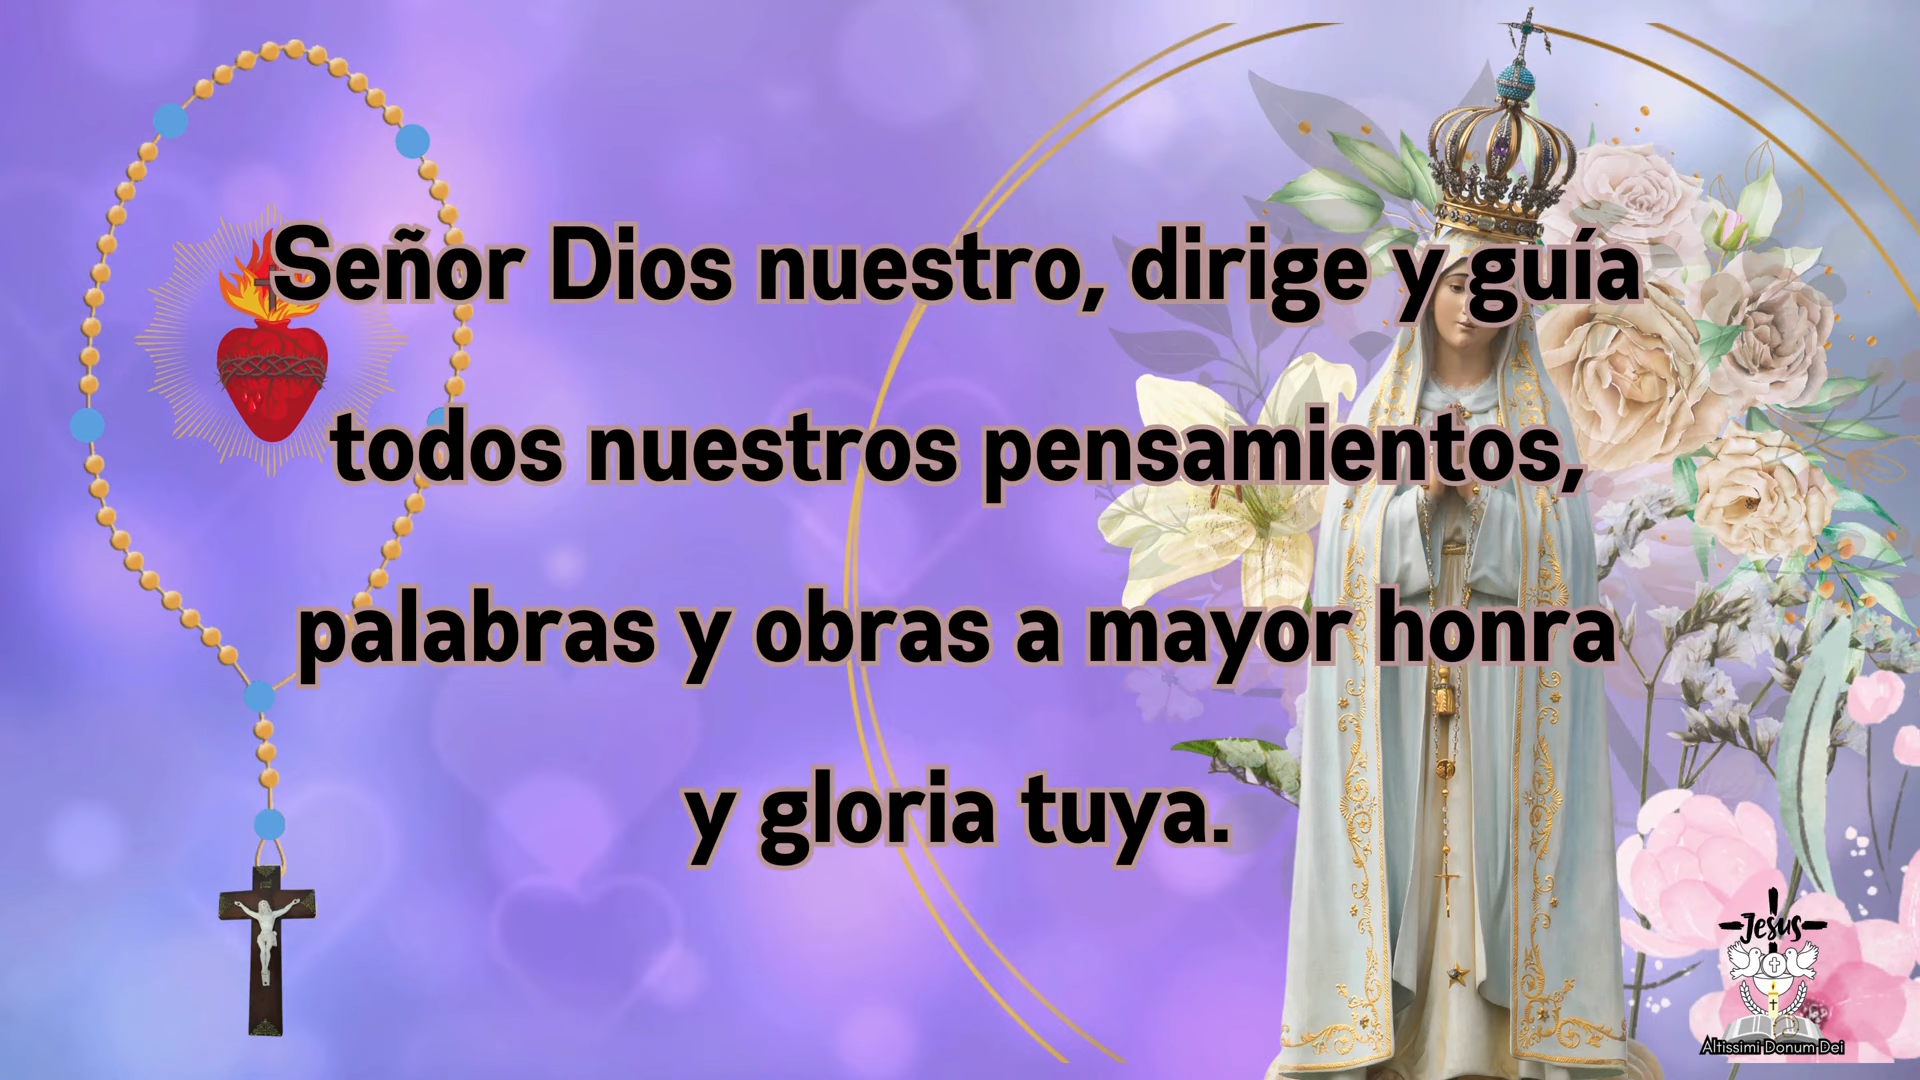 Señor Dios nuestro, dirige y guía
todos nuestros pensamientos,
palabras y obras a mayor honra
y gloria tuya.
Jesus
Altissimi Donum Dei